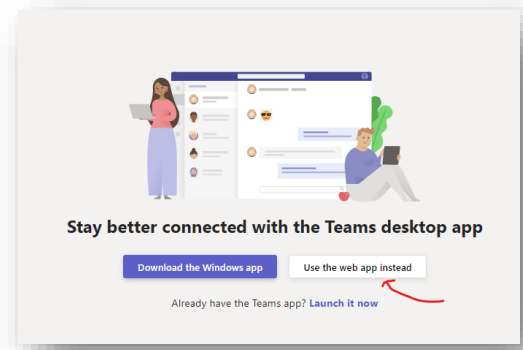 Stay better connected with the Teams desktop app
Download the Windows app
Use the web app instead
Already have the Teams app? Launch it now